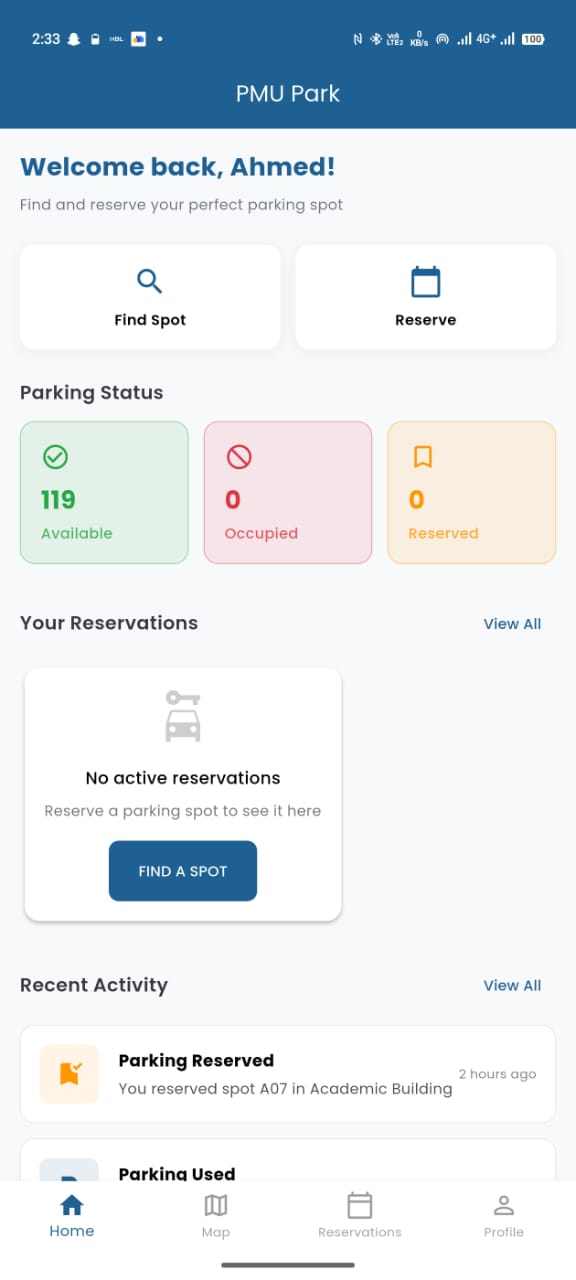 2:33 HBL VoI LTE2 0 KB/s 4G+ 100
PMU Park
Welcome back, Ahmed!
Find and reserve your perfect parking spot
Find Spot
Reserve
Parking Status
119
Available
0
Occupied
0
Reserved
Your Reservations
View All
No active reservations
Reserve a parking spot to see it here
FIND A SPOT
Recent Activity
View All
Parking Reserved
You reserved spot A07 in Academic Building
2 hours ago
Parking Used
Home
Map
Reservations
Profile